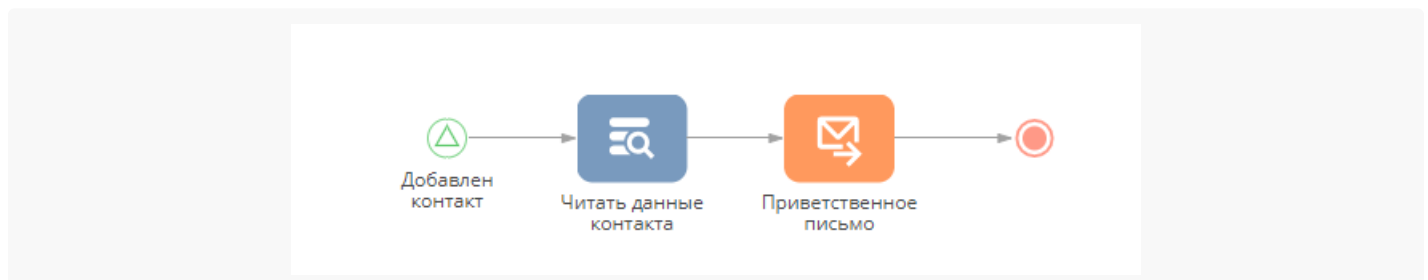 Добавлен
контакт
Читать данные
контакта
Приветственное
письмо